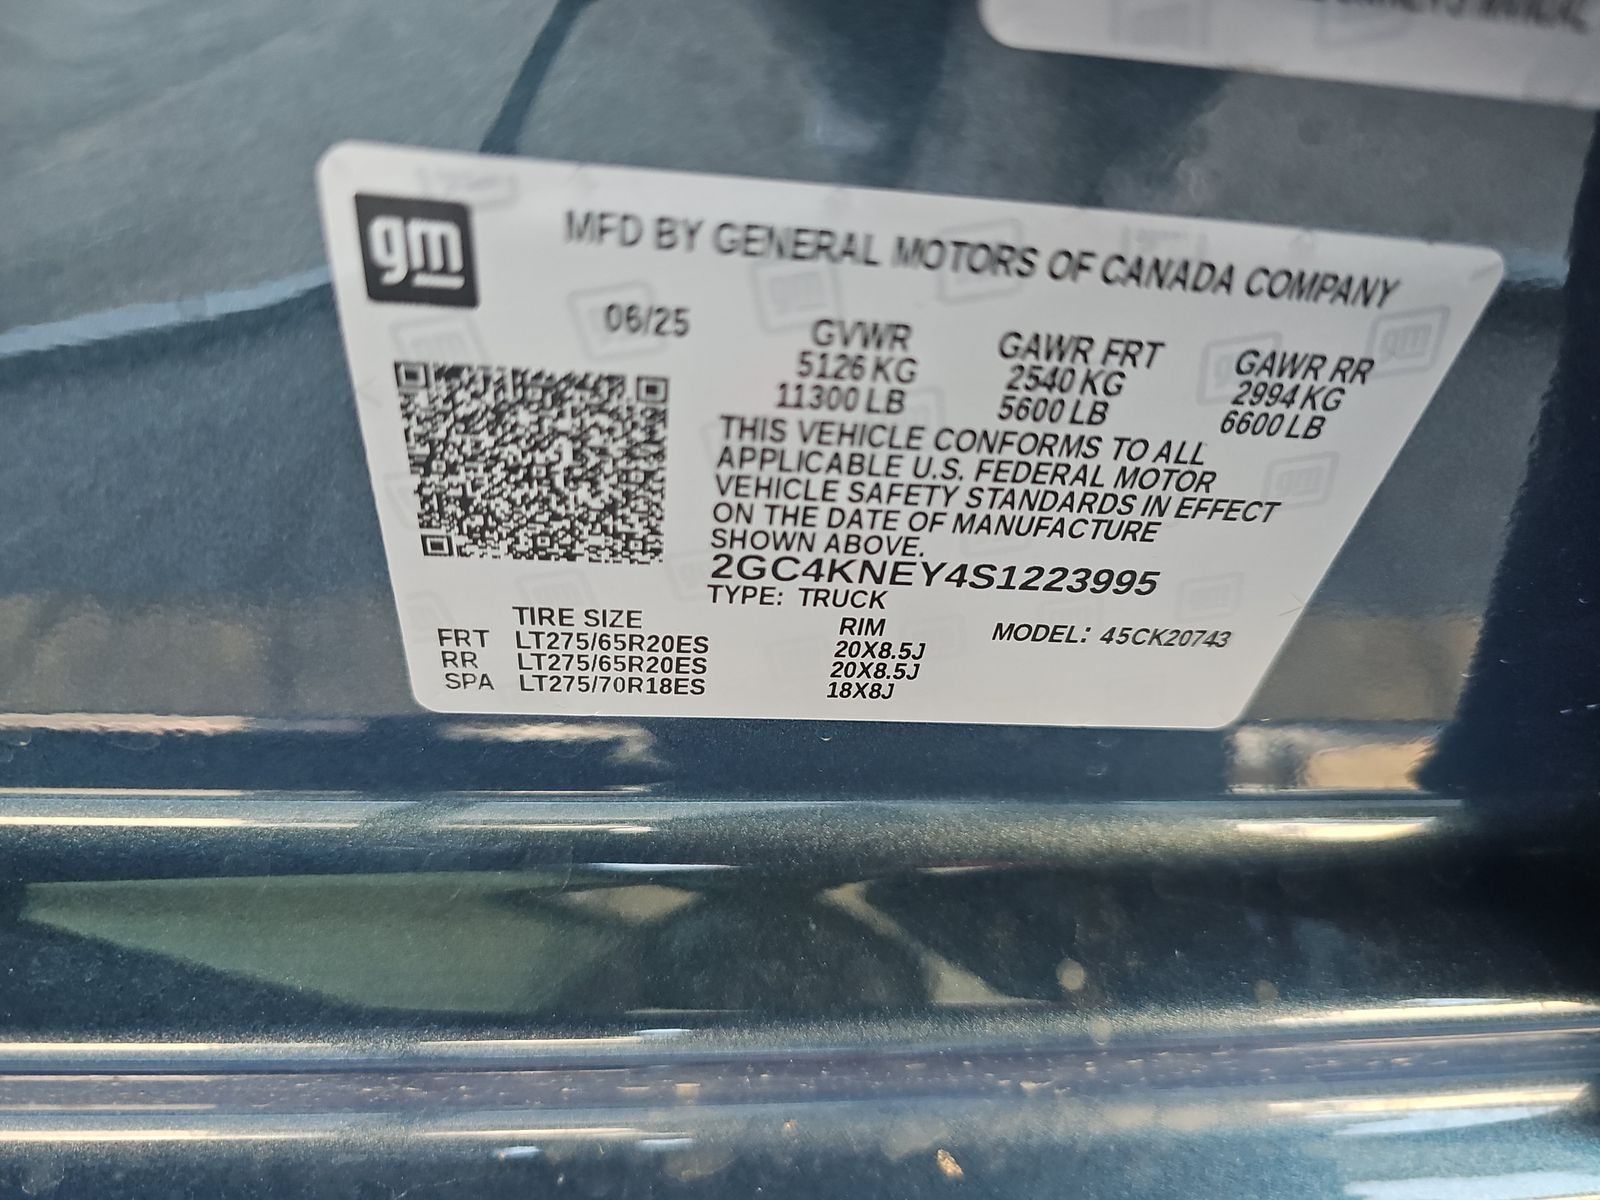 gm
MFD BY GENERAL MOTORS OF CANADA COMPANY
06/25
GVWR GAWR FRT GAWR RR
5126 KG 2540 KG 2994 KG
11300 LB 5600 LB 6600 LB
THIS VEHICLE CONFORMS TO ALL
APPLICABLE U.S. FEDERAL MOTOR
VEHICLE SAFETY STANDARDS IN EFFECT
ON THE DATE OF MANUFACTURE
SHOWN ABOVE.
2GC4KNEY4S1223995
TYPE: TRUCK
TIRE SIZE RIM MODEL: 45CK20743
FRT LT275/65R20ES 20X8.5J
RR LT275/65R20ES 20X8.5J
SPA LT275/70R18ES 18X8J